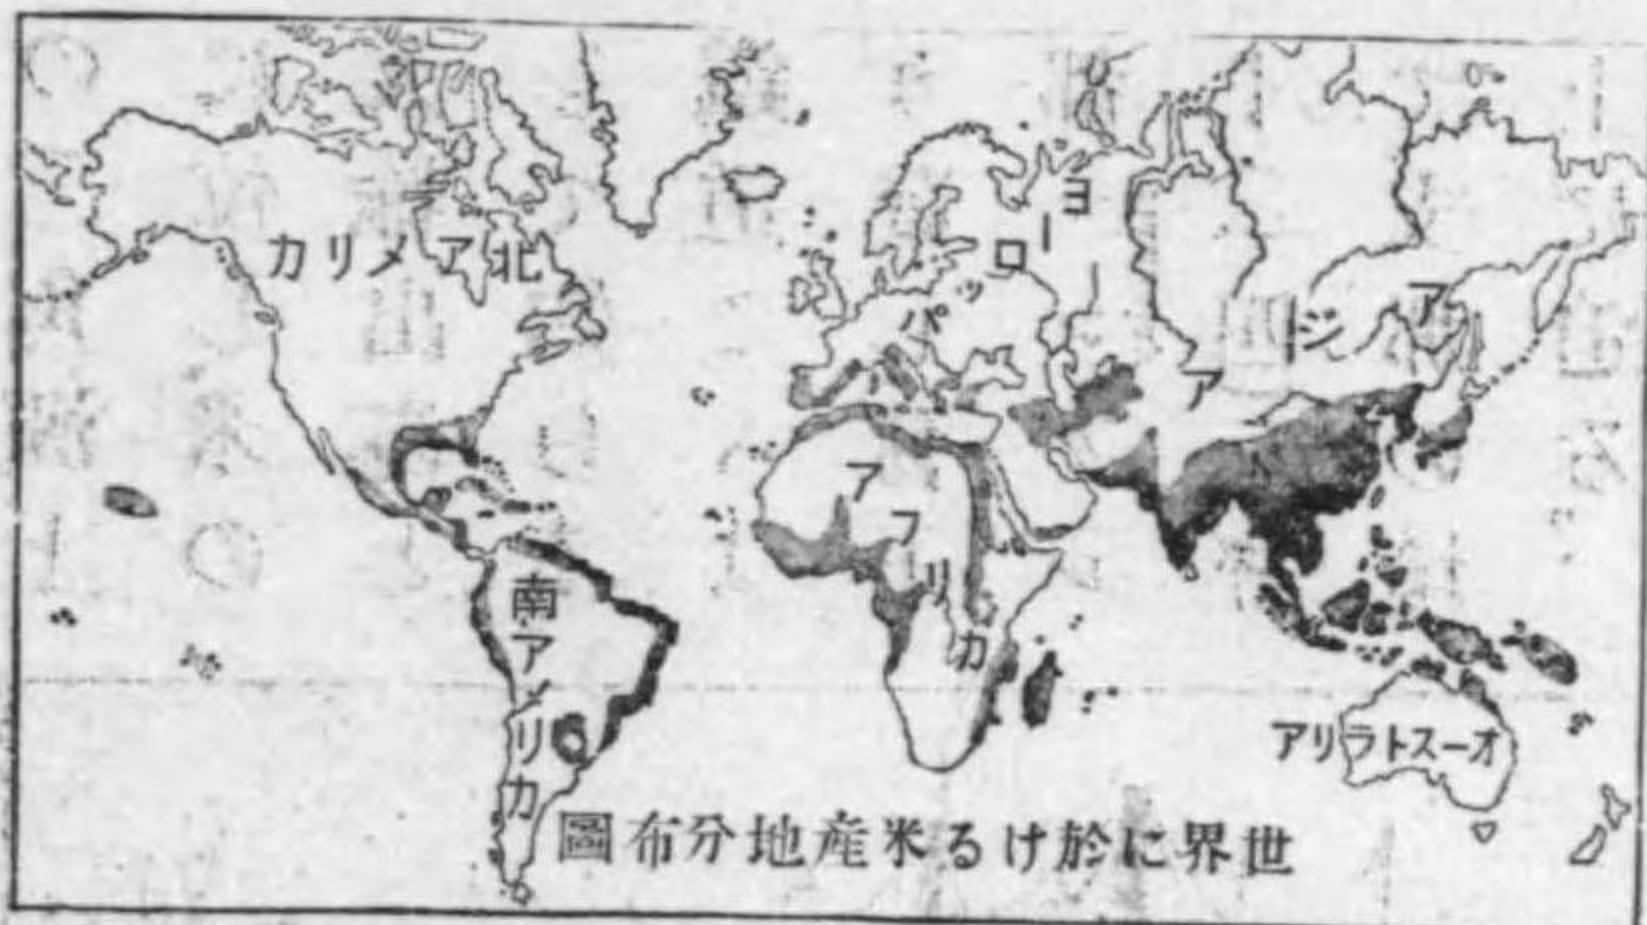 北アメリカ
ヨーロッパ
アジア
アフリカ
南アメリカ
オーストラリア
世界に於ける米産地分布圖